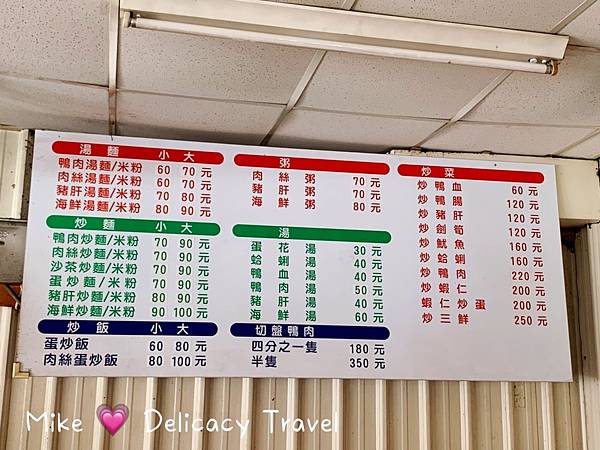 湯麵 小 大
鴨肉湯麵/米粉 60 70 元
肉絲湯麵/米粉 60 70 元
豬肝湯麵/米粉 70 80 元
海鮮湯麵/米粉 80 90 元
炒麵 小 大
鴨肉炒麵/米粉 70 90 元
肉絲炒麵/米粉 70 90 元
沙茶炒麵/米粉 70 90 元
蛋炒麵/米粉 70 90 元
豬肝炒麵/米粉 80 90 元
海鮮炒麵/米粉 90 100 元
炒飯 小 大
蛋炒飯 60 80 元
肉絲蛋炒飯 80 100 元
粥
肉絲粥 70 元
豬肝粥 70 元
海鮮粥 80 元
湯
蛋花湯 30 元
蛤蜊湯 40 元
鴨血湯 40 元
鴨肉湯 50 元
豬肝湯 40 元
海鮮湯 60 元
切盤鴨肉
四分之一隻 180 元
半隻 350 元
炒菜
炒鴨血 60 元
炒鴨腸 120 元
炒豬肝 120 元
炒劍筍 120 元
炒魷魚 160 元
炒蛤蜊 160 元
炒鴨肉 220 元
炒蝦仁 200 元
蝦仁炒蛋 200 元
炒三鮮 250 元
Mike 💗 Delicacy Travel